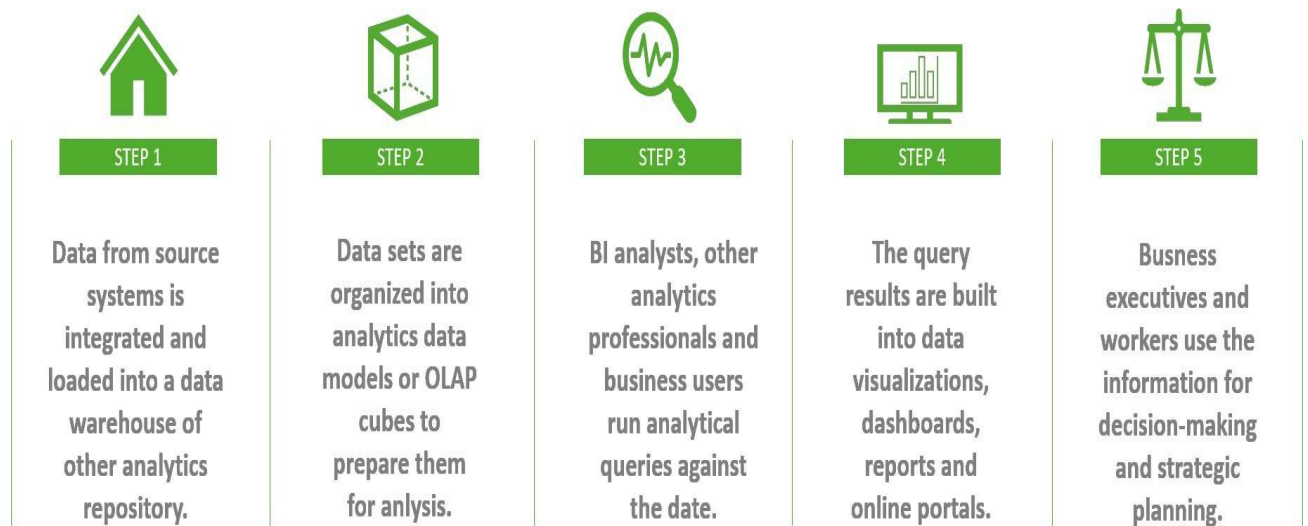 STEP 1
Data from source
systems is
integrated and
loaded into a data
warehouse of
other analytics
repository.
STEP 2
Data sets are
organized into
analytics data
models or OLAP
cubes to
prepare them
for anlysis.
STEP 3
BI analysts, other
analytics
professionals and
business users
run analytical
queries against
the date.
STEP 4
The query
results are built
into data
visualizations,
dashboards,
reports and
online portals.
STEP 5
Busness
executives and
workers use the
information for
decision-making
and strategic
planning.